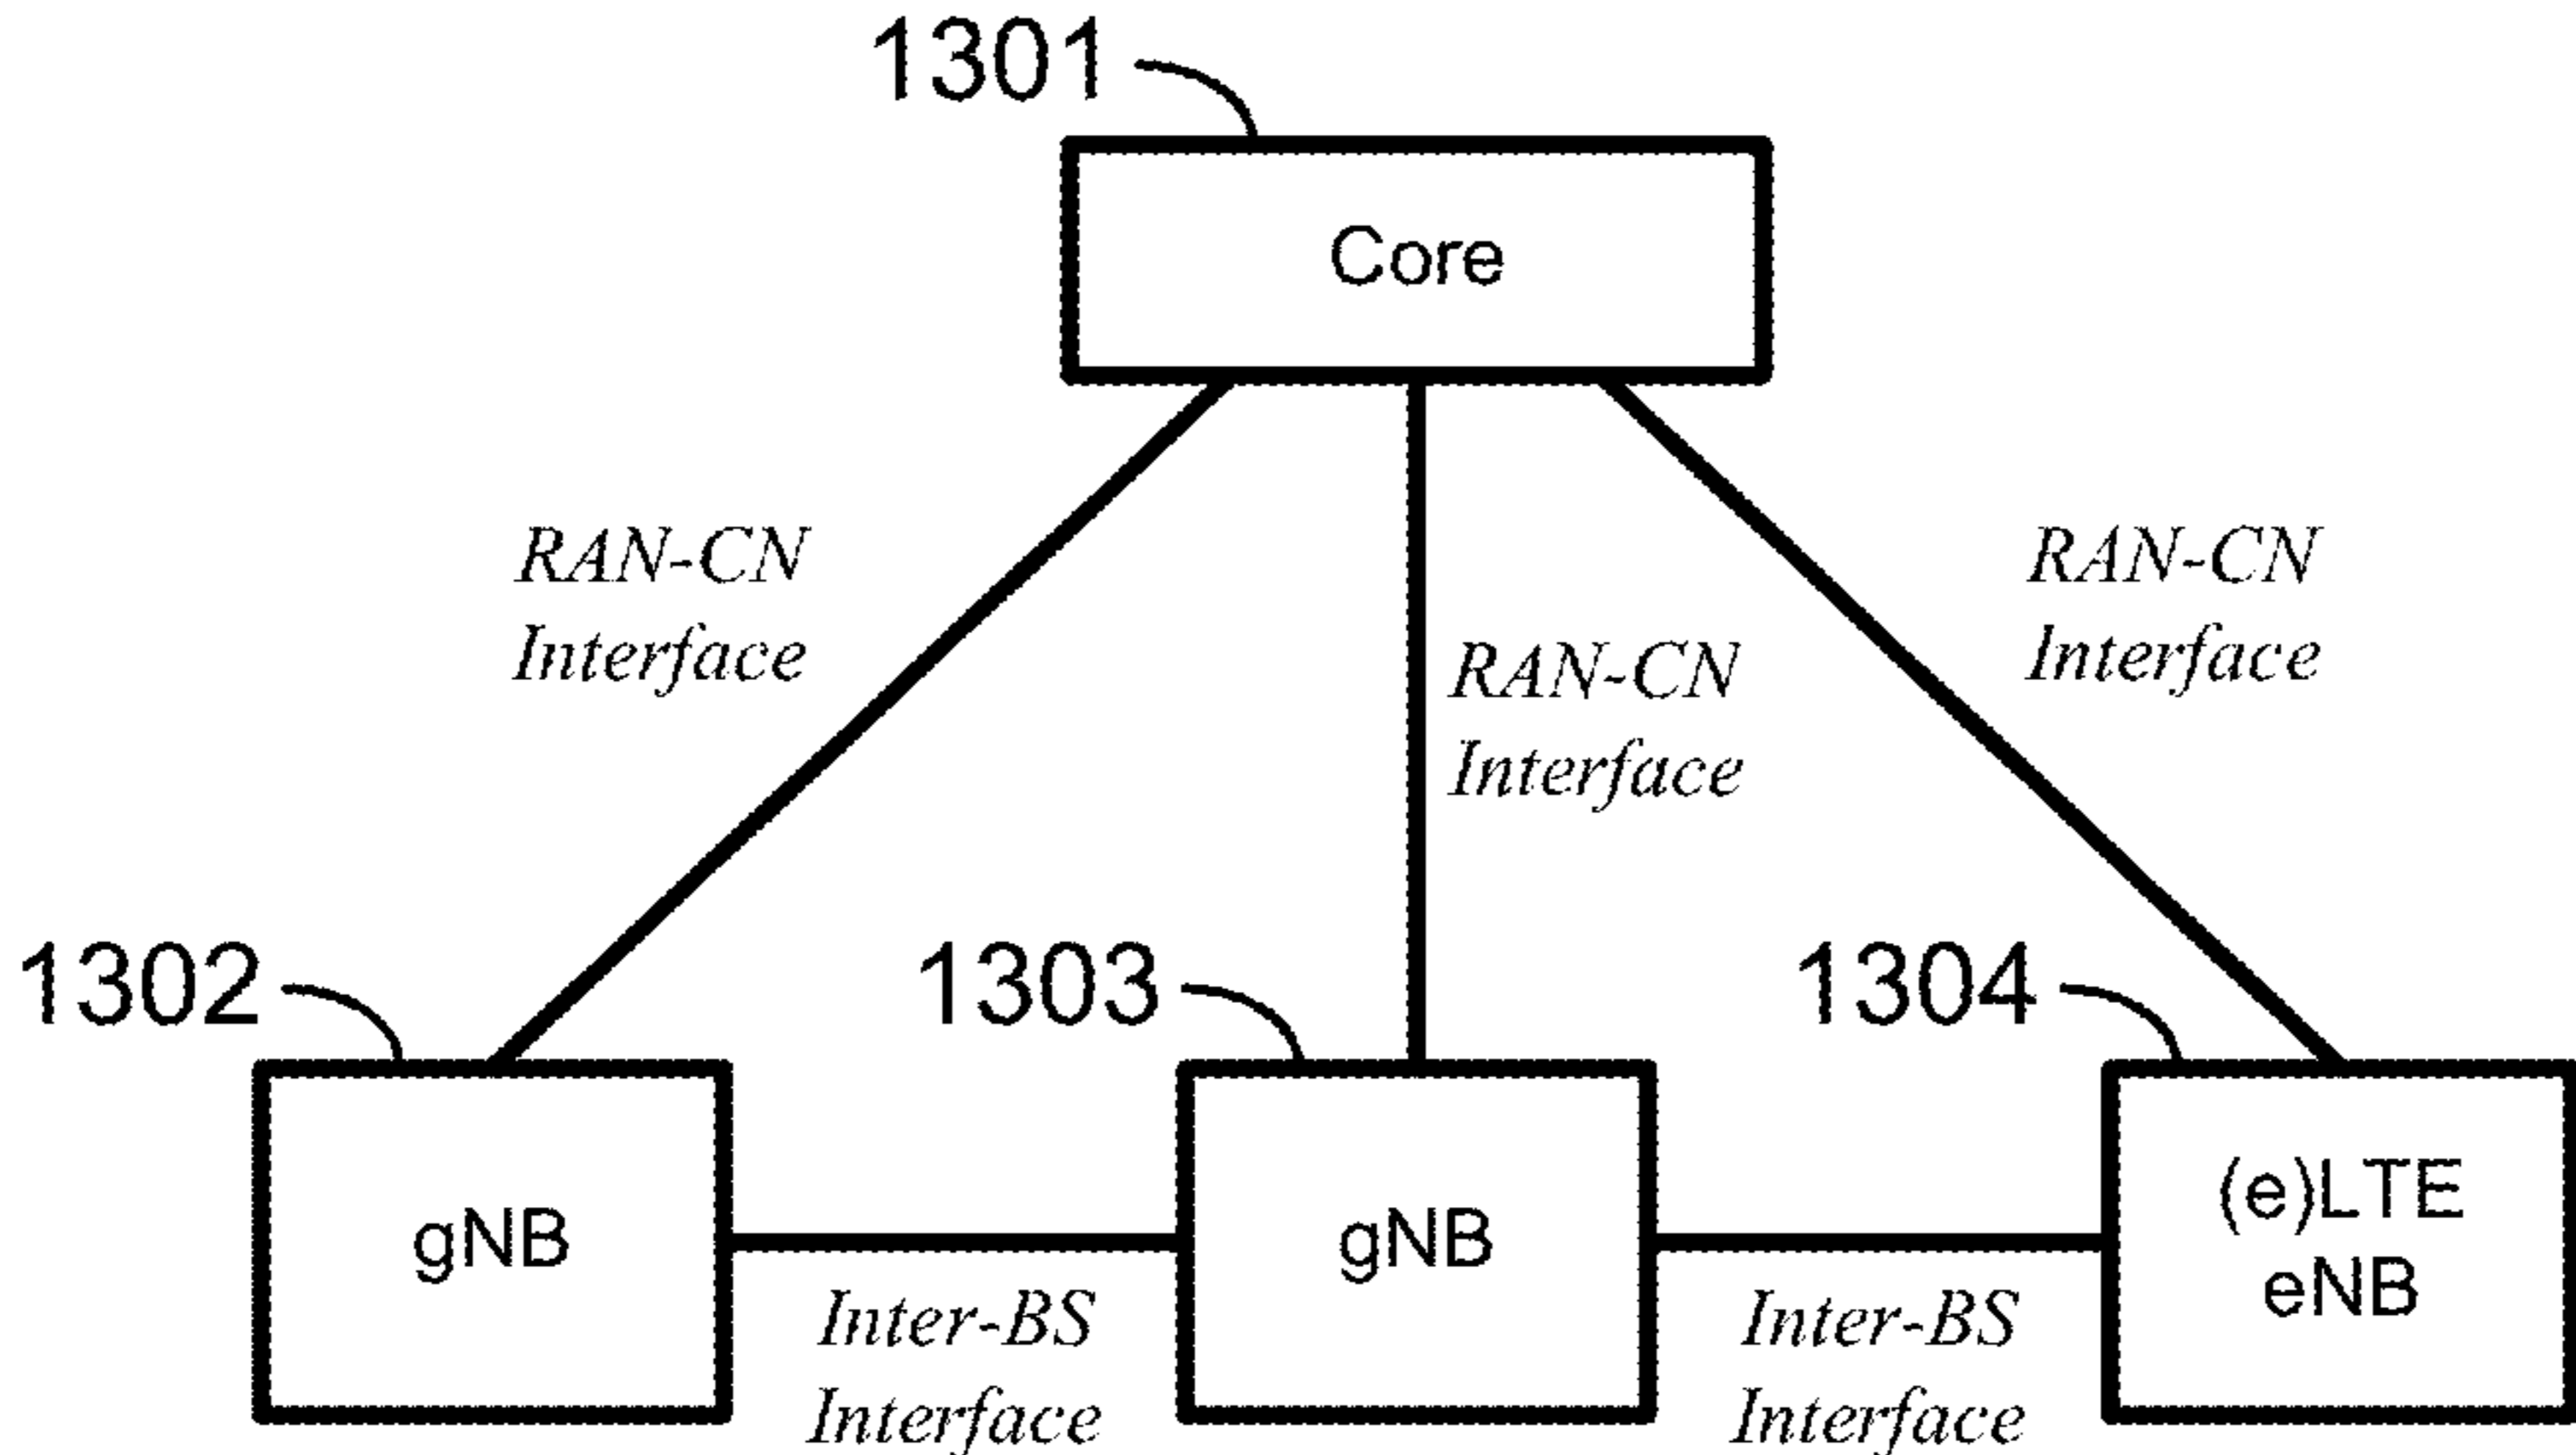 1301
Core
RAN-CN
Interface
RAN-CN
Interface
RAN-CN
Interface
1302
1303
1304
gNB
gNB
(e)LTE
eNB
Inter-BS
Interface
Inter-BS
Interface